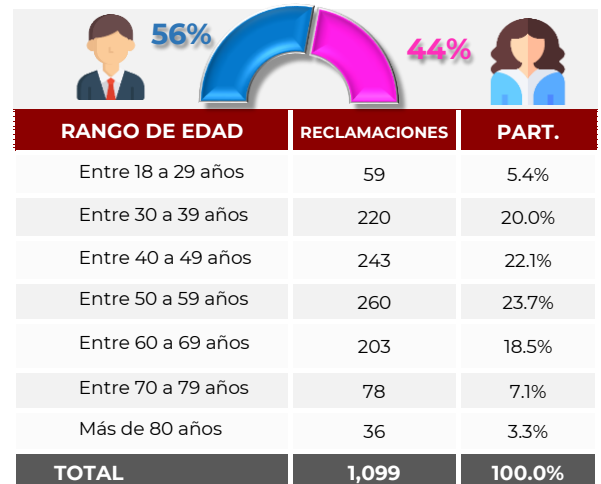 56%
44%
RANGO DE EDAD RECLAMACIONES PART.
Entre 18 a 29 años 59 5.4%
Entre 30 a 39 años 220 20.0%
Entre 40 a 49 años 243 22.1%
Entre 50 a 59 años 260 23.7%
Entre 60 a 69 años 203 18.5%
Entre 70 a 79 años 78 7.1%
Más de 80 años 36 3.3%
TOTAL 1,099 100.0%